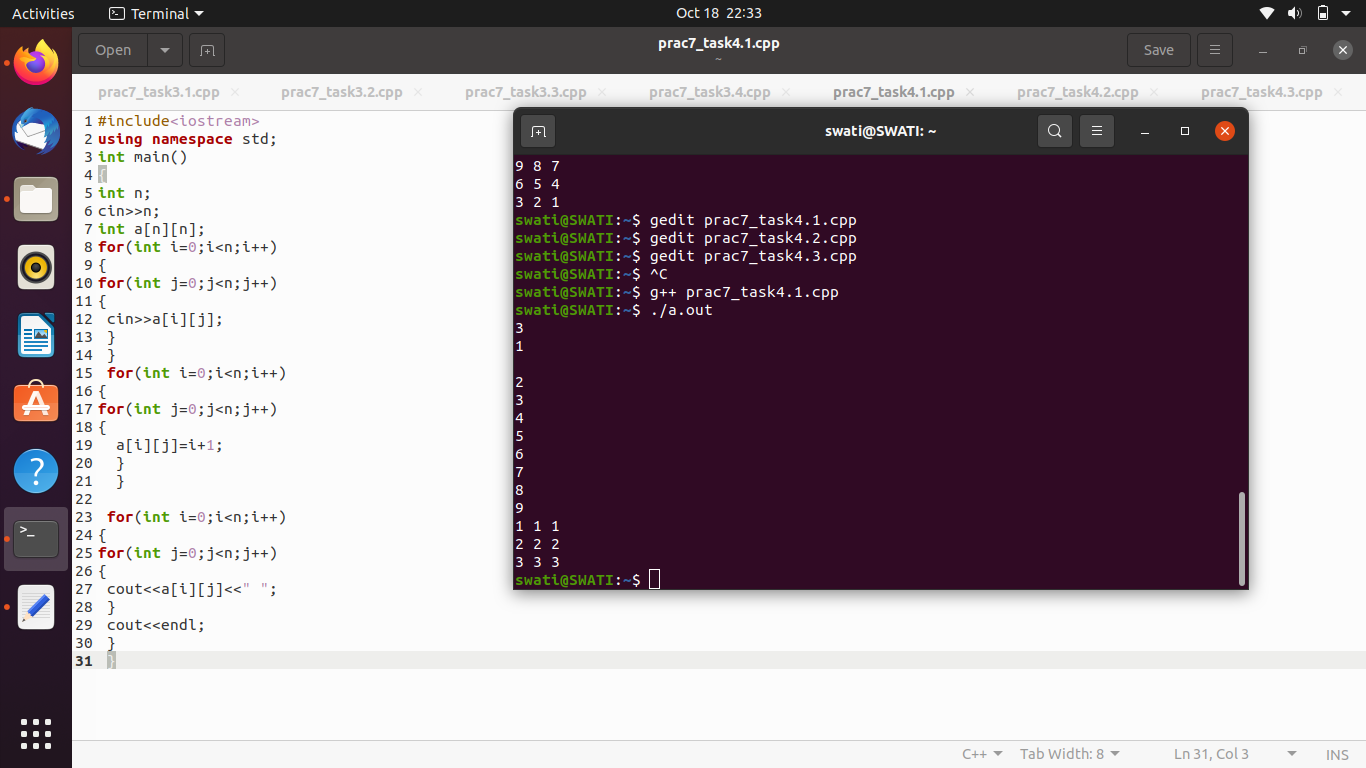 Activities Terminal Oct 18 22:33
Open prac7_task4.1.cpp Save
~
prac7_task3.1.cpp prac7_task3.2.cpp prac7_task3.3.cpp prac7_task3.4.cpp prac7_task4.1.cpp prac7_task4.2.cpp prac7_task4.3.cpp
1 #include<iostream>
2 using namespace std;
3 int main()
4 {
5 int n;
6 cin>>n;
7 int a[n][n];
8 for(int i=0;i<n;i++)
9 {
10 for(int j=0;j<n;j++)
11 {
12  cin>>a[i][j];
13  }
14  }
15  for(int i=0;i<n;i++)
16 {
17 for(int j=0;j<n;j++)
18 {
19   a[i][j]=i+1;
20   }
21   }
22
23  for(int i=0;i<n;i++)
24 {
25 for(int j=0;j<n;j++)
26 {
27  cout<<a[i][j]<<" ";
28  }
29  cout<<endl;
30  }
31  }
swati@SWATI: ~
9 8 7
6 5 4
3 2 1
swati@SWATI:~$ gedit prac7_task4.1.cpp
swati@SWATI:~$ gedit prac7_task4.2.cpp
swati@SWATI:~$ gedit prac7_task4.3.cpp
swati@SWATI:~$ ^C
swati@SWATI:~$ g++ prac7_task4.1.cpp
swati@SWATI:~$ ./a.out
3
1

2
3
4
5
6
7
8
9
1 1 1
2 2 2
3 3 3
swati@SWATI:~$
C++ Tab Width: 8 Ln 31, Col 3 INS